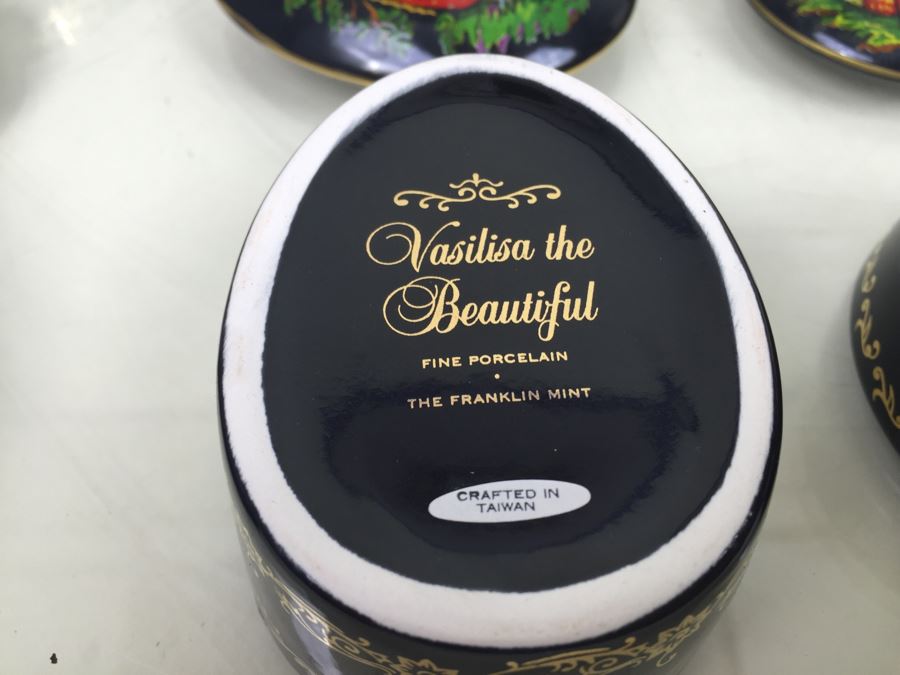 Vasilisa the
Beautiful
FINE PORCELAIN
•
THE FRANKLIN MINT
CRAFTED IN
TAIWAN